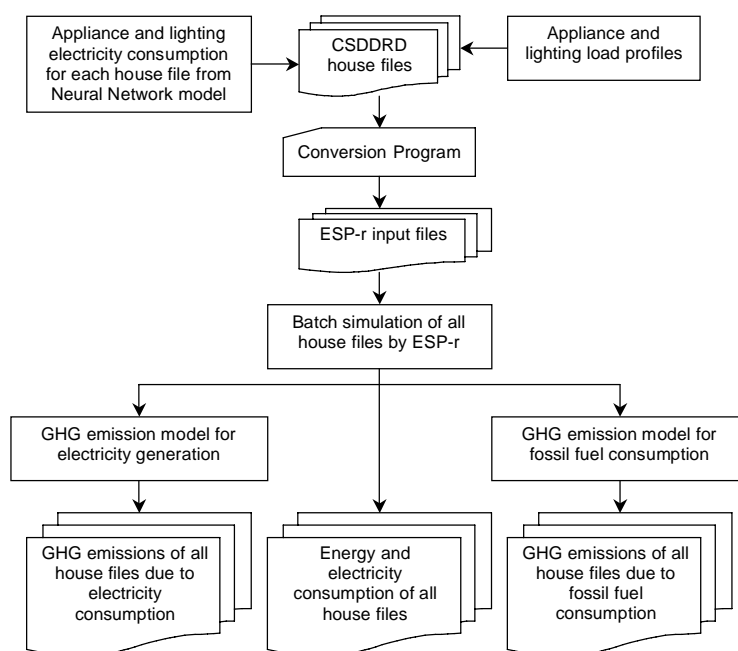 Appliance and lighting
electricity consumption
for each house file from
Neural Network model
CSDDRD
house files
Appliance and
lighting load profiles
Conversion Program
ESP-r input files
Batch simulation of all
house files by ESP-r
GHG emission model for
electricity generation
GHG emission model for
fossil fuel consumption
GHG emissions of all
house files due to
electricity
consumption
Energy and
electricity
consumption of all
house files
GHG emissions of all
house files due to
fossil fuel
consumption